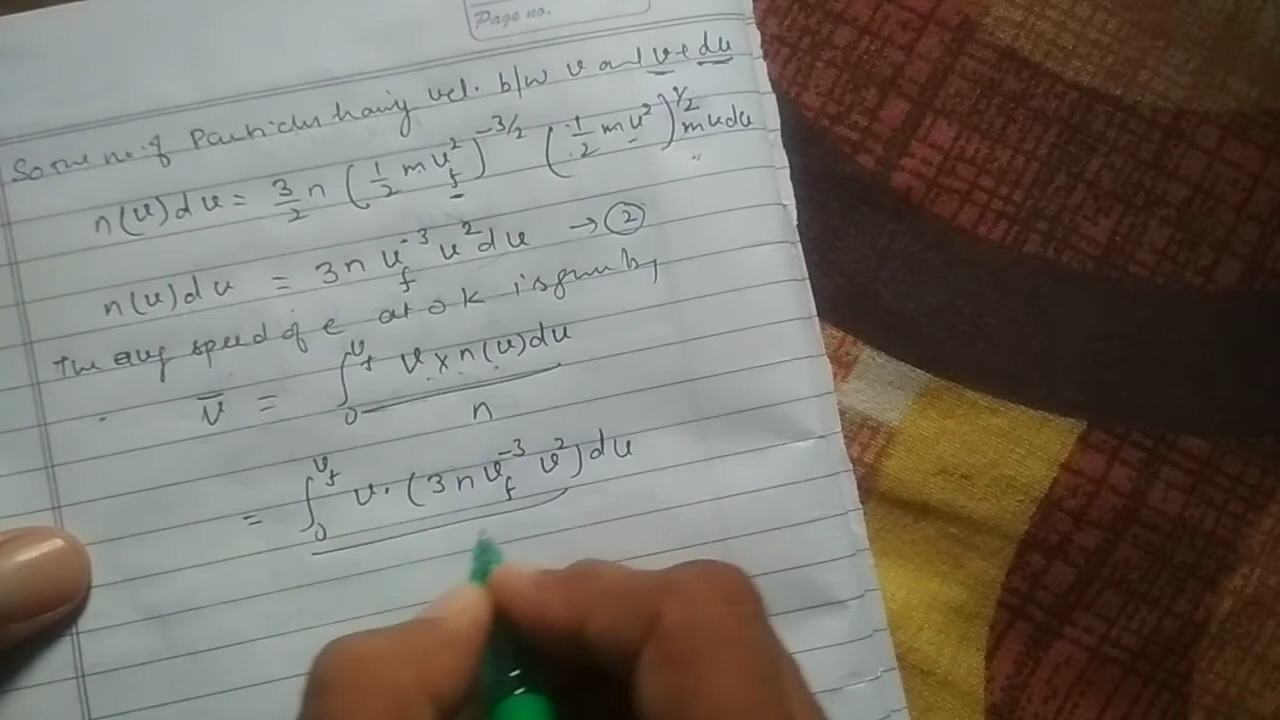 Page no.
So the no. of Particles having vel. b/w v and v + dv
n(v) dv = 3/2 n (1/2 m v_f^2)^{-3/2} (1/2 m v^2)^{1/2} m v dv
n(v) dv = 3 n v_f^{-3} v^2 dv → ②
The avg speed of e at 0 k is given by
v̄ = ∫_0^{v_f} v × n(v) dv / n
= ∫_0^{v_f} v · (3 n v_f^{-3} v^2) dv